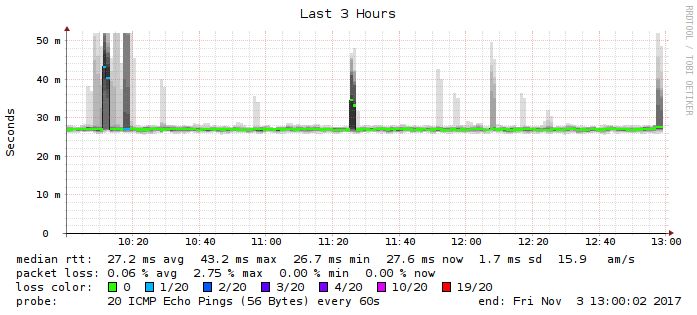 Last 3 Hours
RRDTOOL / TOBI OETIKER
Seconds
50 m
40 m
30 m
20 m
10 m
0
10:20 10:40 11:00 11:20 11:40 12:00 12:20 12:40 13:00
median rtt: 27.2 ms avg 43.2 ms max 26.7 ms min 27.6 ms now 1.7 ms sd 15.9 am/s
packet loss: 0.06 % avg 2.75 % max 0.00 % min 0.00 % now
loss color: 0 1/20 2/20 3/20 4/20 10/20 19/20
probe: 20 ICMP Echo Pings (56 Bytes) every 60s end: Fri Nov 3 13:00:02 2017